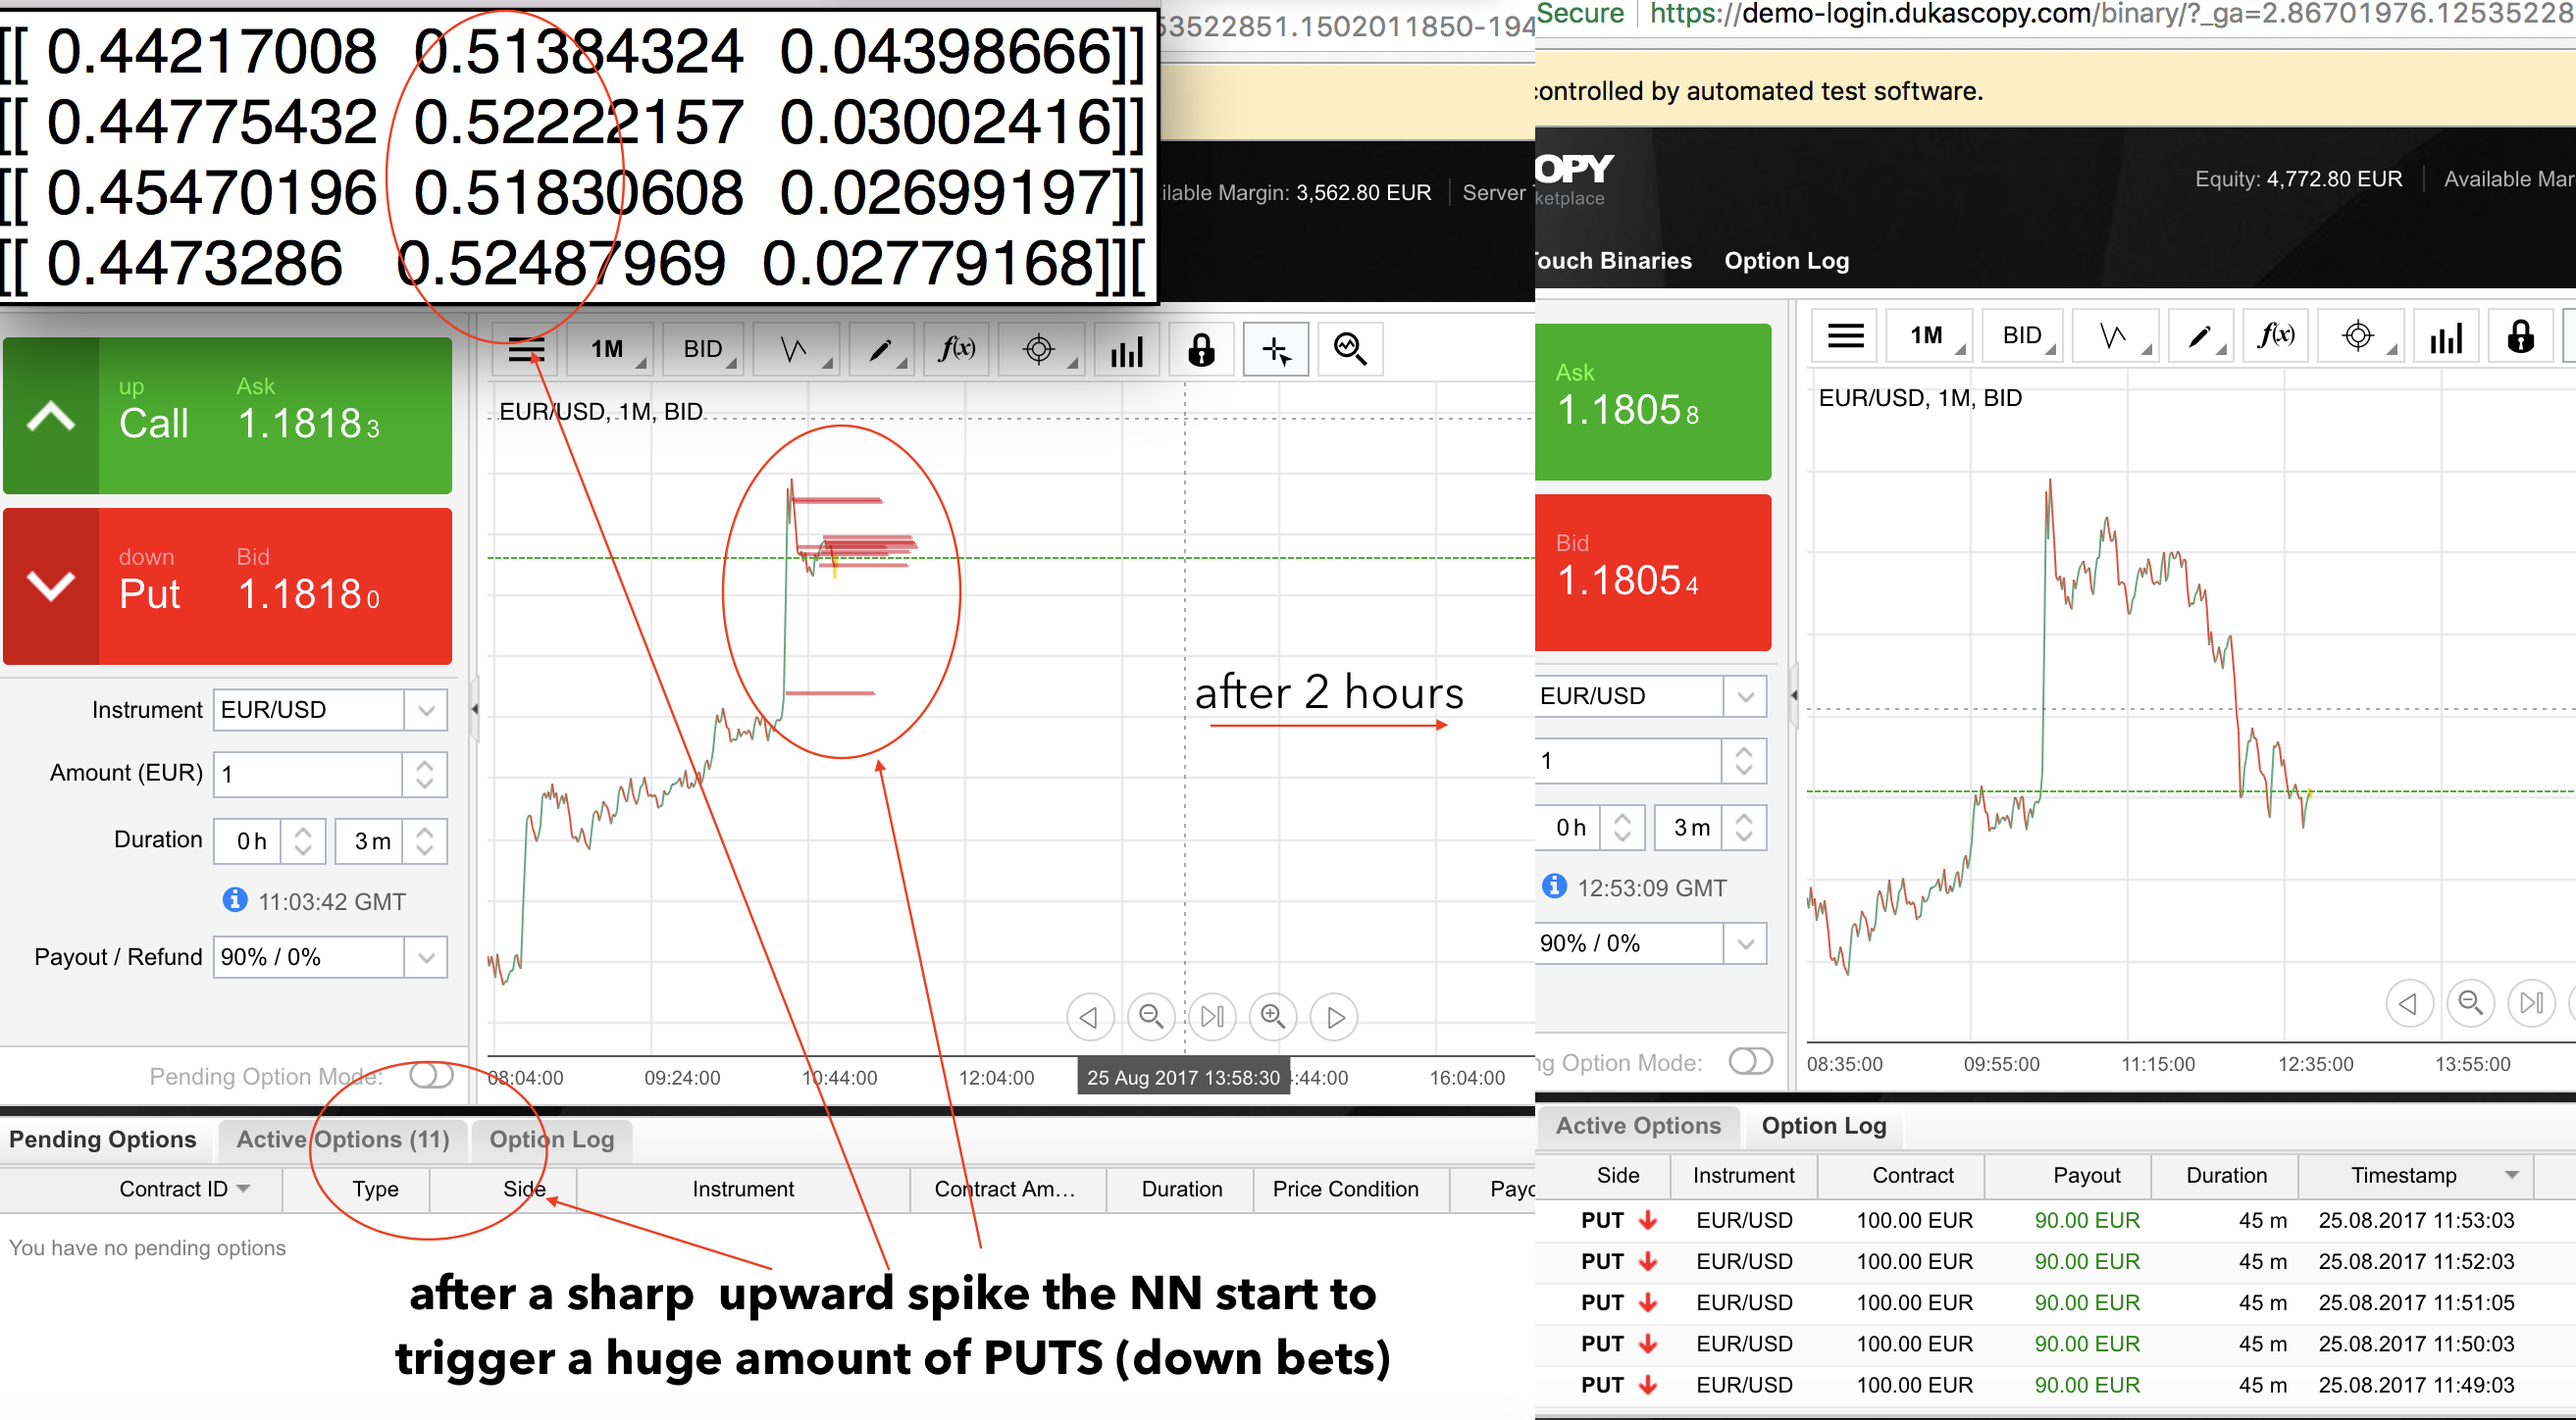 [[ 0.44217008 0.51384324 0.04398666]]
[[ 0.44775432 0.52222157 0.03002416]]
[[ 0.45470196 0.51830608 0.02699197]]
[[ 0.4473286 0.52487969 0.02779168]][
53522851.1502011850-194
ilable Margin: 3,562.80 EUR Server
up Ask
Call 1.18183
down Bid
Put 1.18180
Instrument EUR/USD
Amount (EUR) 1
Duration 0 h 3 m
11:03:42 GMT
Payout / Refund 90% / 0%
Pending Option Mode:
1M BID f(x)
EUR/USD, 1M, BID
after 2 hours
08:04:00 09:24:00 10:44:00 12:04:00 25 Aug 2017 13:58:30 :44:00 16:04:00
Pending Options Active Options (11) Option Log
Contract ID Type Side Instrument Contract Am... Duration Price Condition Payo
You have no pending options
after a sharp upward spike the NN start to
trigger a huge amount of PUTS (down bets)
Secure https://demo-login.dukascopy.com/binary/?_ga=2.86701976.12535228
controlled by automated test software.
OPY
ketplace
Equity: 4,772.80 EUR Available Mar
Touch Binaries Option Log
Ask
1.18058
Bid
1.18054
EUR/USD
1
0 h 3 m
12:53:09 GMT
90% / 0%
ng Option Mode:
1M BID f(x)
EUR/USD, 1M, BID
08:35:00 09:55:00 11:15:00 12:35:00 13:55:00
Active Options Option Log
Side Instrument Contract Payout Duration Timestamp
PUT EUR/USD 100.00 EUR 90.00 EUR 45 m 25.08.2017 11:53:03
PUT EUR/USD 100.00 EUR 90.00 EUR 45 m 25.08.2017 11:52:03
PUT EUR/USD 100.00 EUR 90.00 EUR 45 m 25.08.2017 11:51:05
PUT EUR/USD 100.00 EUR 90.00 EUR 45 m 25.08.2017 11:50:03
PUT EUR/USD 100.00 EUR 90.00 EUR 45 m 25.08.2017 11:49:03